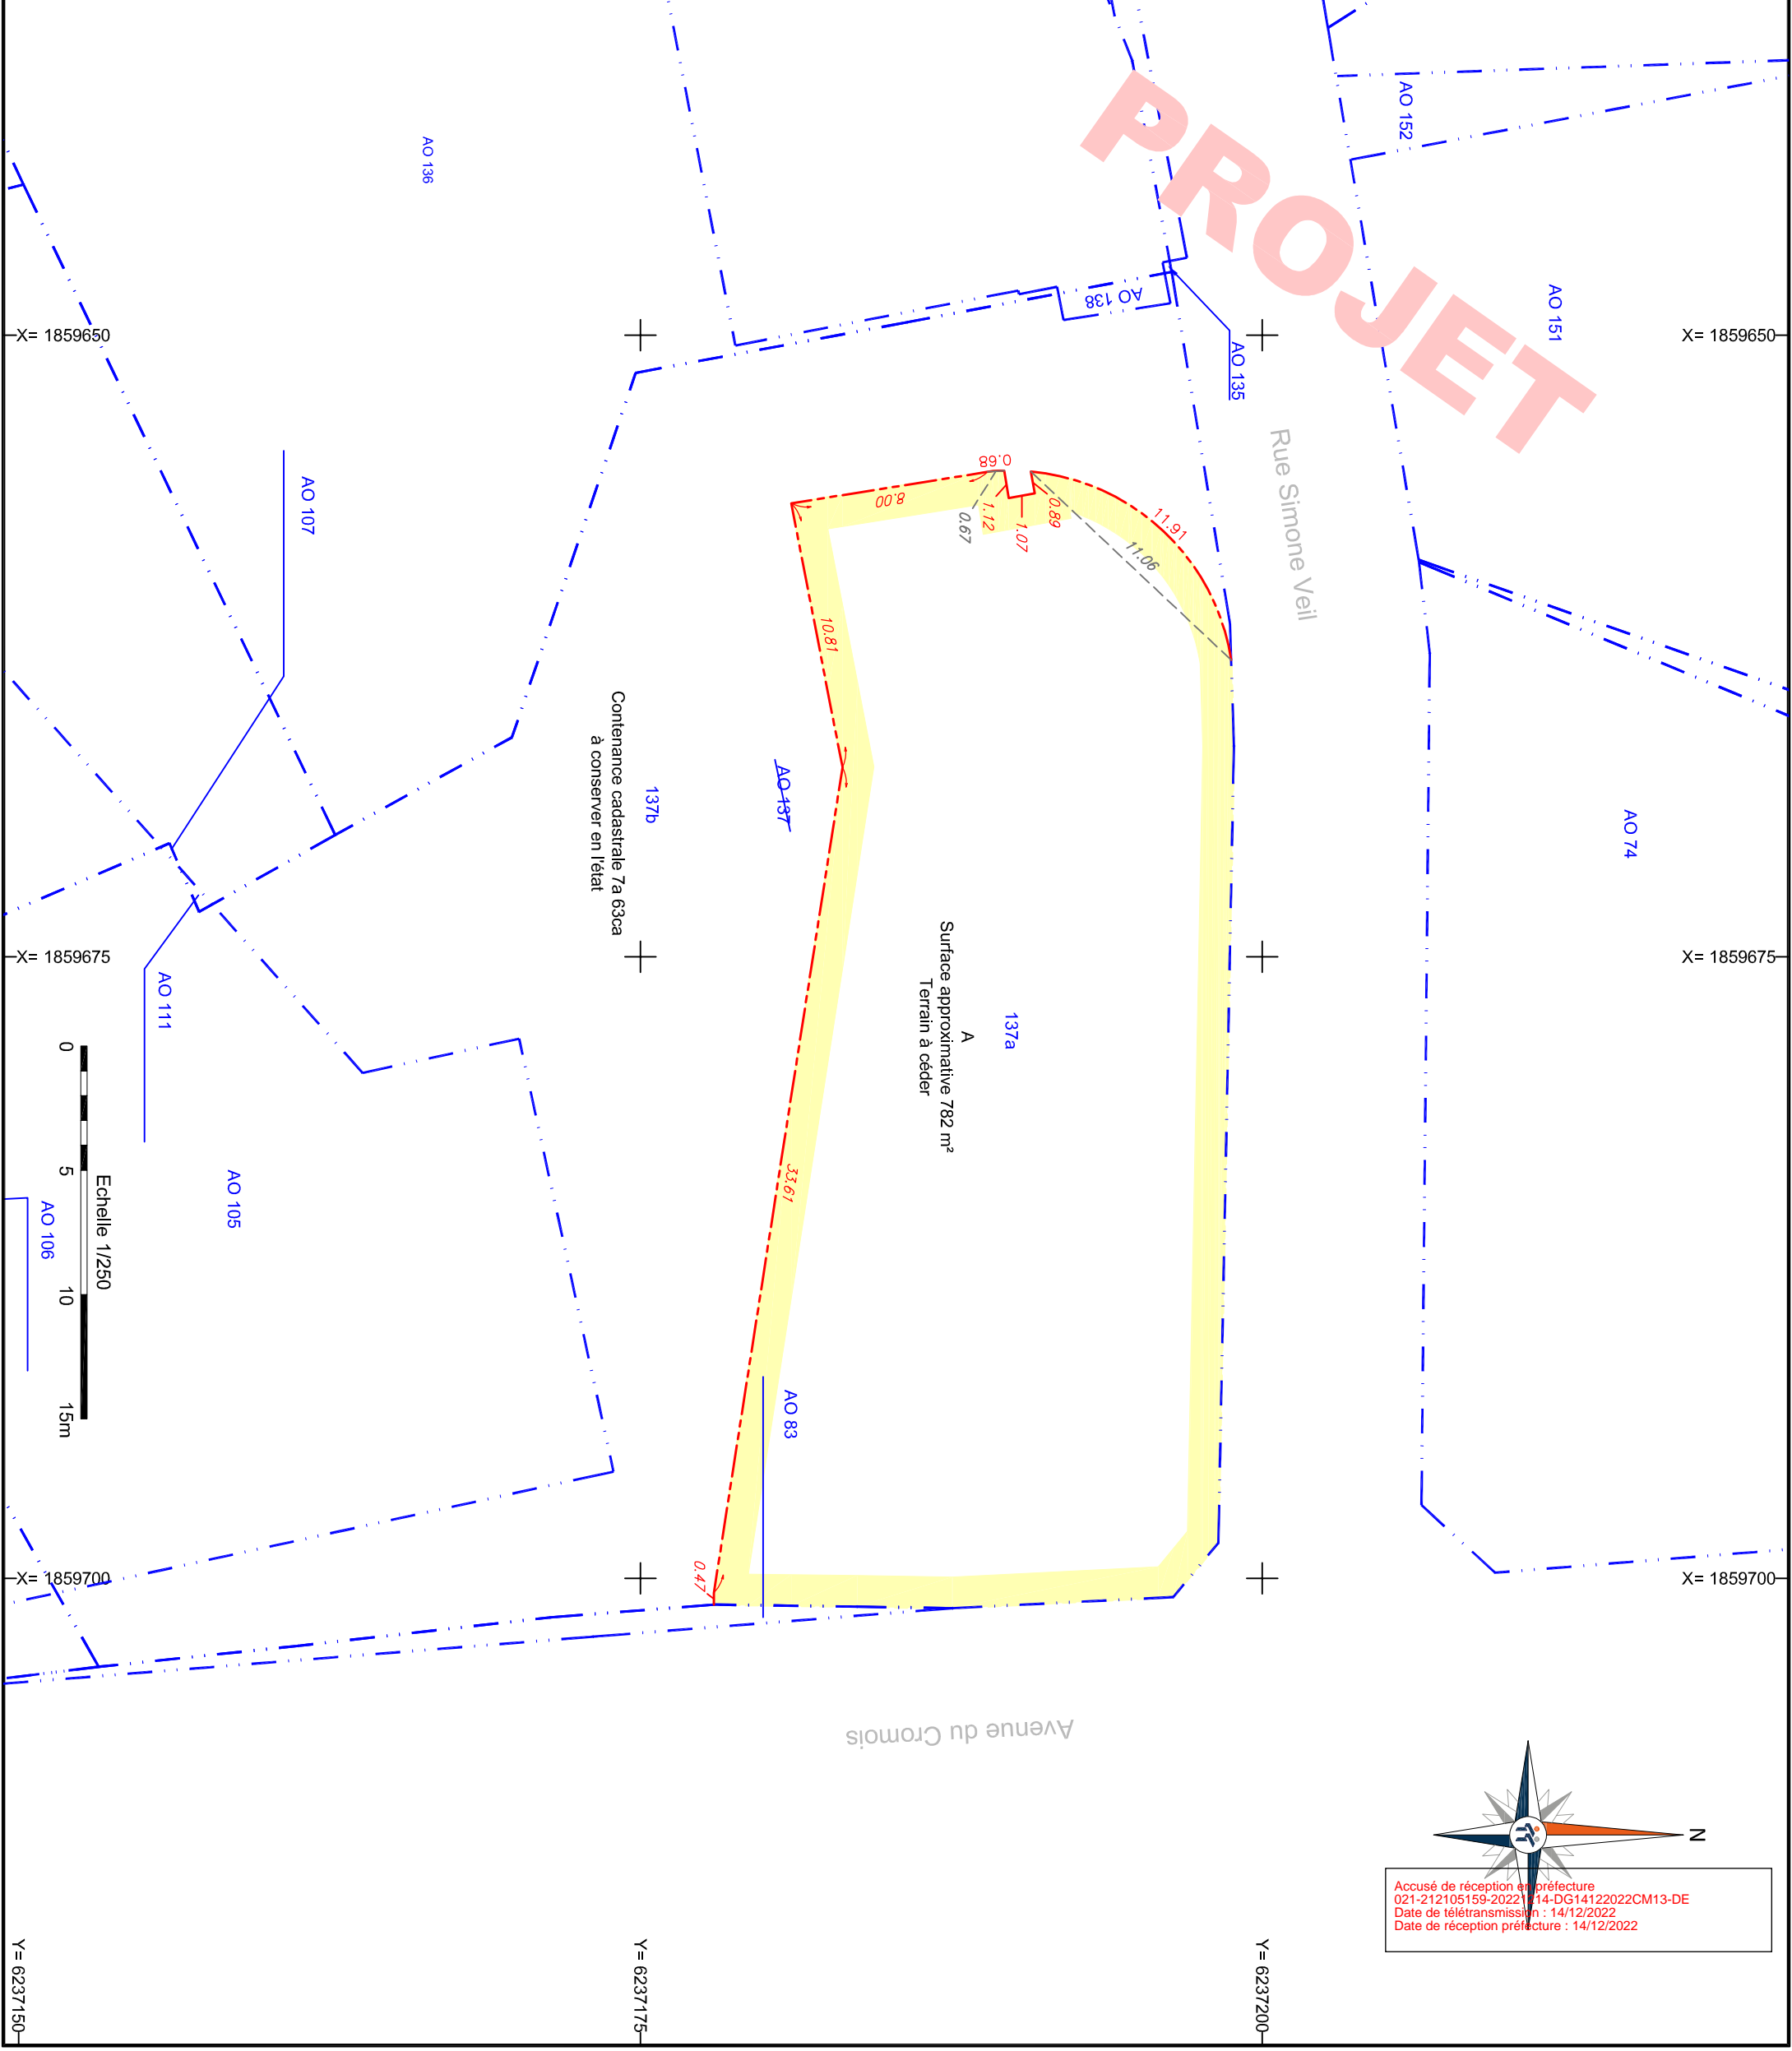 PROJET
AO 152
AO 151
AO 136
AO 138
AO 135
X= 1859650
X= 1859650
Rue Simone Veil
AO 107
0.68
8.00
0.67
1.12
1.07
0.89
11.91
11.06
10.81
AO 74
Contenance cadastrale 7a 63ca
à conserver en l'état
137b
AO 137
X= 1859675
X= 1859675
137a
A
Surface approximative 782 m²
Terrain à céder
AO 111
AO 105
AO 106
Echelle 1/250
0
5
10
15m
33.61
AO 83
0.47
X= 1859700
X= 1859700
Avenue du Cromois
N
Accusé de réception en préfecture
021-212105159-20221214-DG14122022CM13-DE
Date de télétransmission : 14/12/2022
Date de réception préfecture : 14/12/2022
Y= 6237150
Y= 6237175
Y= 6237200